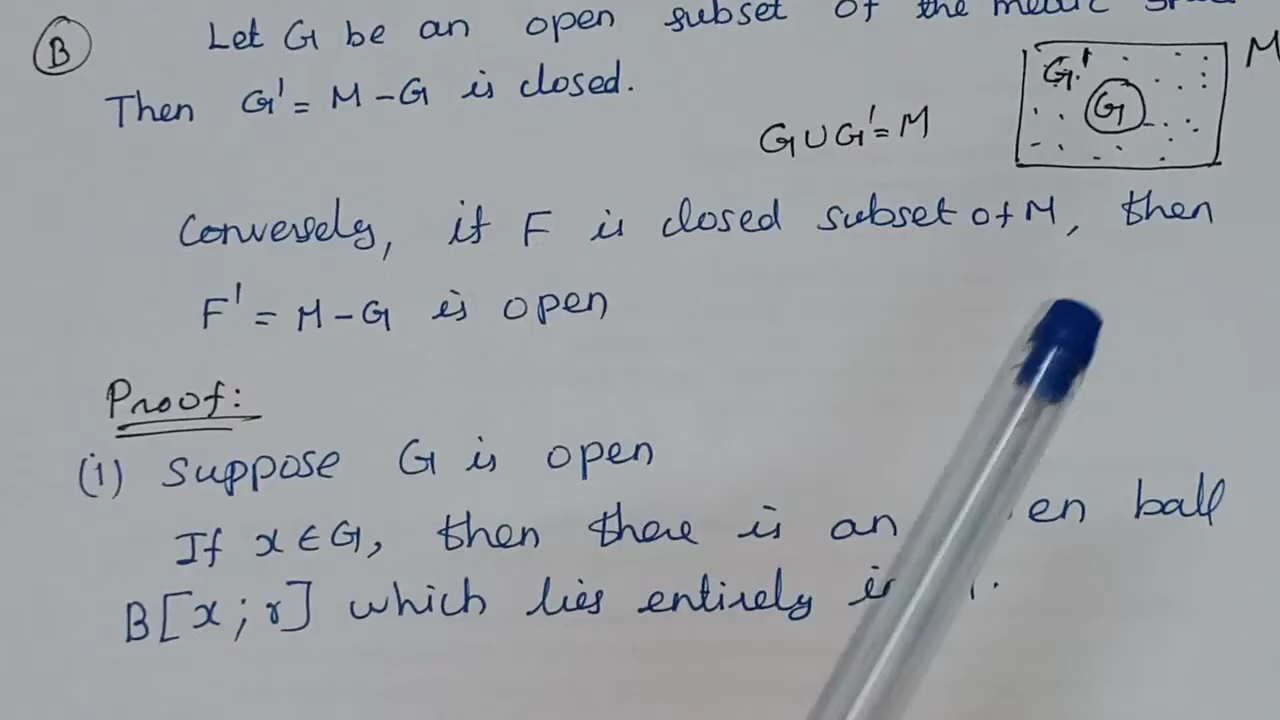 B Let G be an open subset of the metric
Then G' = M - G is closed.
G' G M
G ∪ G' = M
Conversely, if F is closed subset of M, then
F' = M - G is open
Proof:
(i) Suppose G is open
If x ∈ G, then there is an en ball
B[x; r] which lies entirely